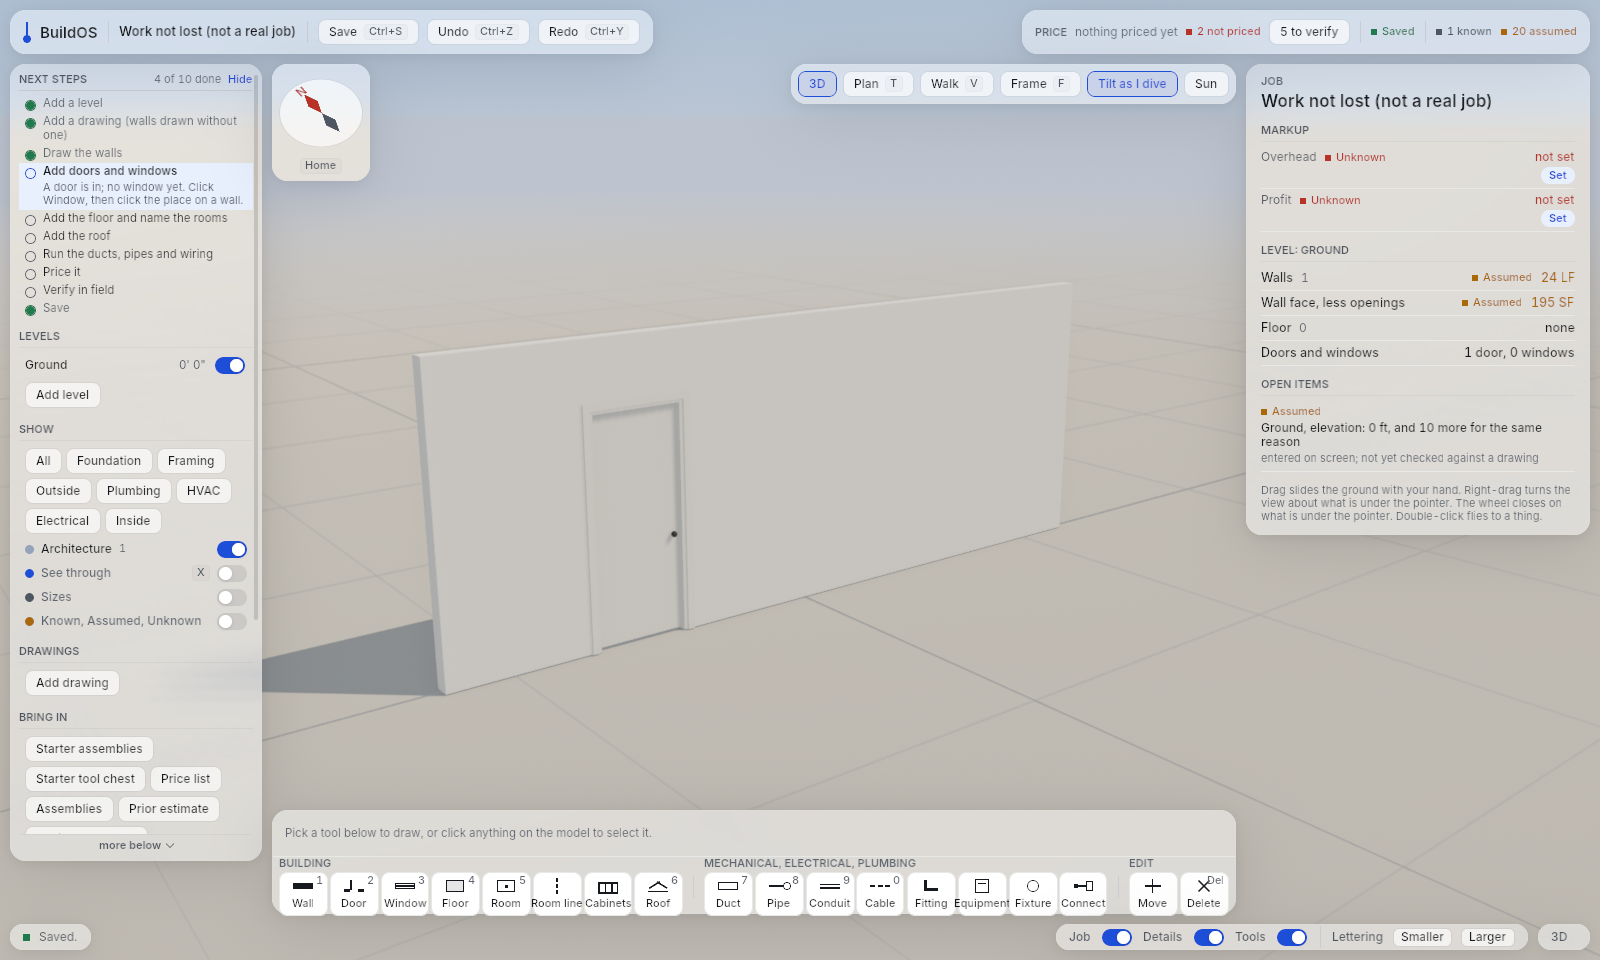 BuildOS
Work not lost (not a real job)
Save Ctrl+S
Undo Ctrl+Z
Redo Ctrl+Y
PRICE nothing priced yet 2 not priced 5 to verify Saved 1 known 20 assumed
NEXT STEPS 4 of 10 done Hide
Add a level
Add a drawing (walls drawn without
one)
Draw the walls
Add doors and windows
A door is in; no window yet. Click
Window, then click the place on a wall.
Add the floor and name the rooms
Add the roof
Run the ducts, pipes and wiring
Price it
Verify in field
Save
LEVELS
Ground 0' 0"
Add level
SHOW
All Foundation Framing
Outside Plumbing HVAC
Electrical Inside
Architecture 1
See through X
Sizes
Known, Assumed, Unknown
DRAWINGS
Add drawing
BRING IN
Starter assemblies
Starter tool chest Price list
Assemblies Prior estimate
more below
N
Home
3D Plan T Walk V Frame F Tilt as I dive Sun
JOB
Work not lost (not a real job)
MARKUP
Overhead Unknown not set
Set
Profit Unknown not set
Set
LEVEL: GROUND
Walls 1 Assumed 24 LF
Wall face, less openings Assumed 195 SF
Floor 0 none
Doors and windows 1 door, 0 windows
OPEN ITEMS
Assumed
Ground, elevation: 0 ft, and 10 more for the same
reason
entered on screen; not yet checked against a drawing
Drag slides the ground with your hand. Right-drag turns the
view about what is under the pointer. The wheel closes on
what is under the pointer. Double-click flies to a thing.
Pick a tool below to draw, or click anything on the model to select it.
BUILDING
1 Wall
2 Door
3 Window
4 Floor
5 Room
Room line
Cabinets
6 Roof
MECHANICAL, ELECTRICAL, PLUMBING
7 Duct
8 Pipe
9 Conduit
0 Cable
Fitting
Equipment
Fixture
Connect
EDIT
Move
Del Delete
Saved.
Job Details Tools Lettering Smaller Larger 3D